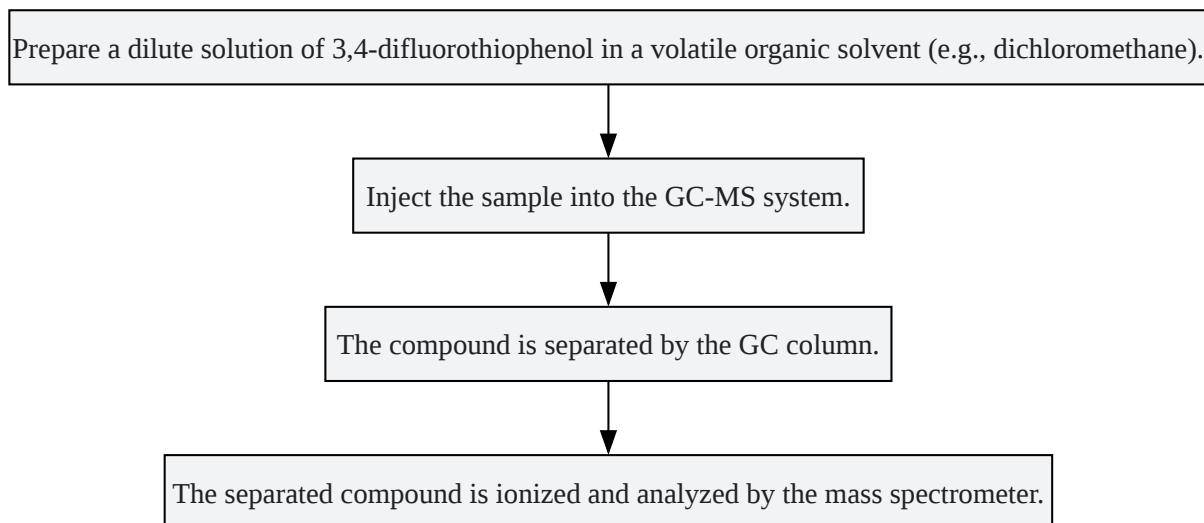 Prepare a dilute solution of 3,4-difluorothiophenol in a volatile organic solvent (e.g., dichloromethane).
Inject the sample into the GC-MS system.
The compound is separated by the GC column.
The separated compound is ionized and analyzed by the mass spectrometer.